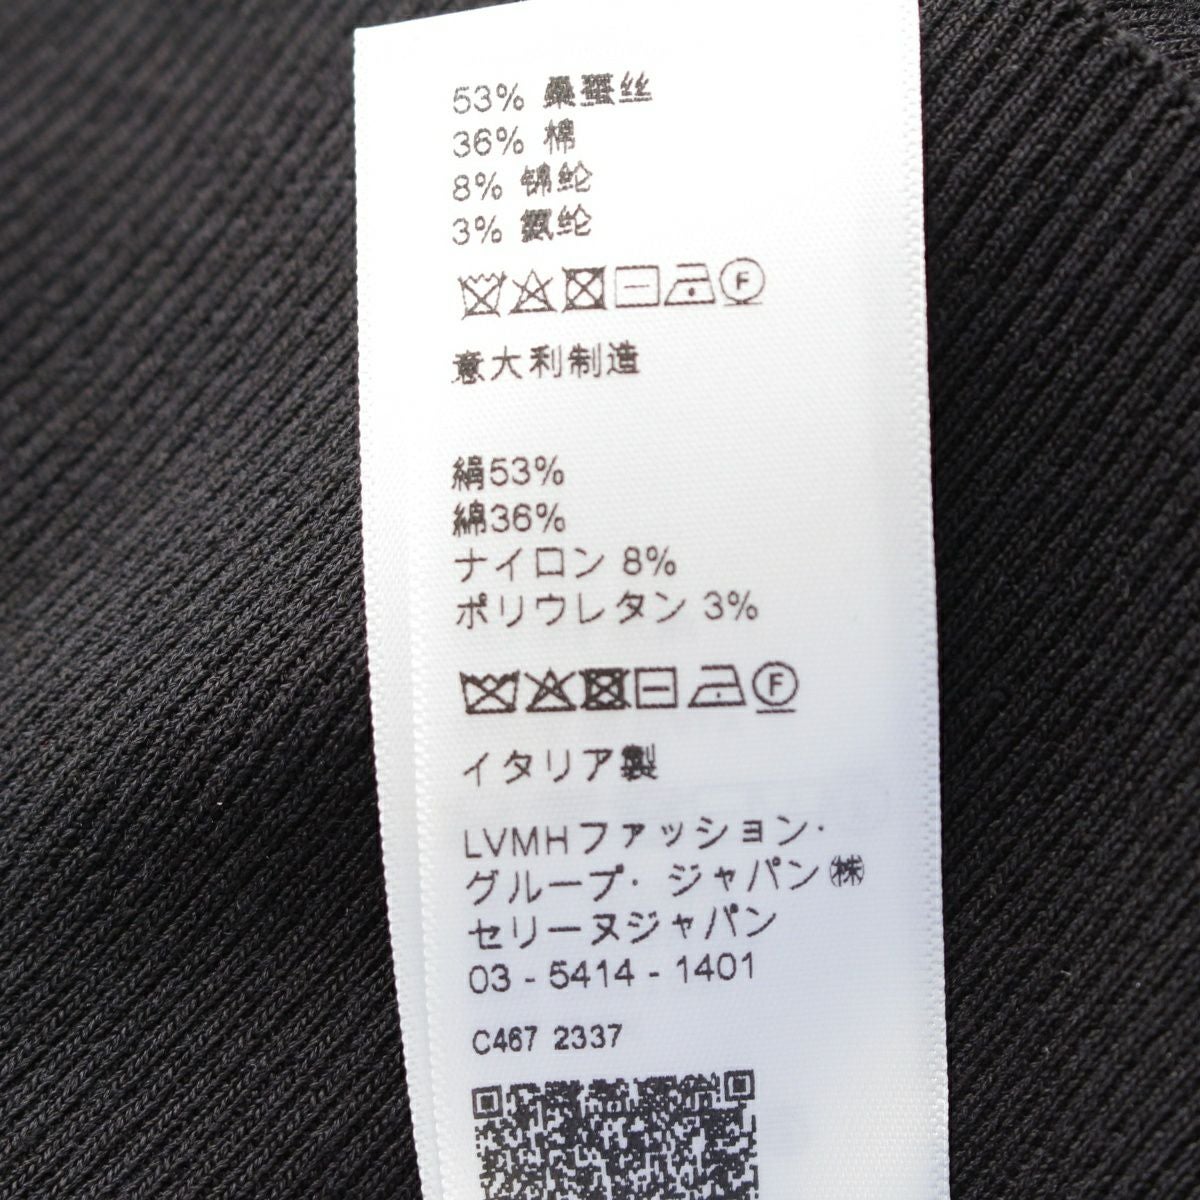 53% 桑蚕丝
36% 棉
8% 锦纶
3% 氨纶
F
意大利制造
絹53%
綿36%
ナイロン 8%
ポリウレタン 3%
F
イタリア製
LVMHファッション・
グループ・ジャパン㈱
セリーヌジャパン
03 - 5414 - 1401
C467 2337